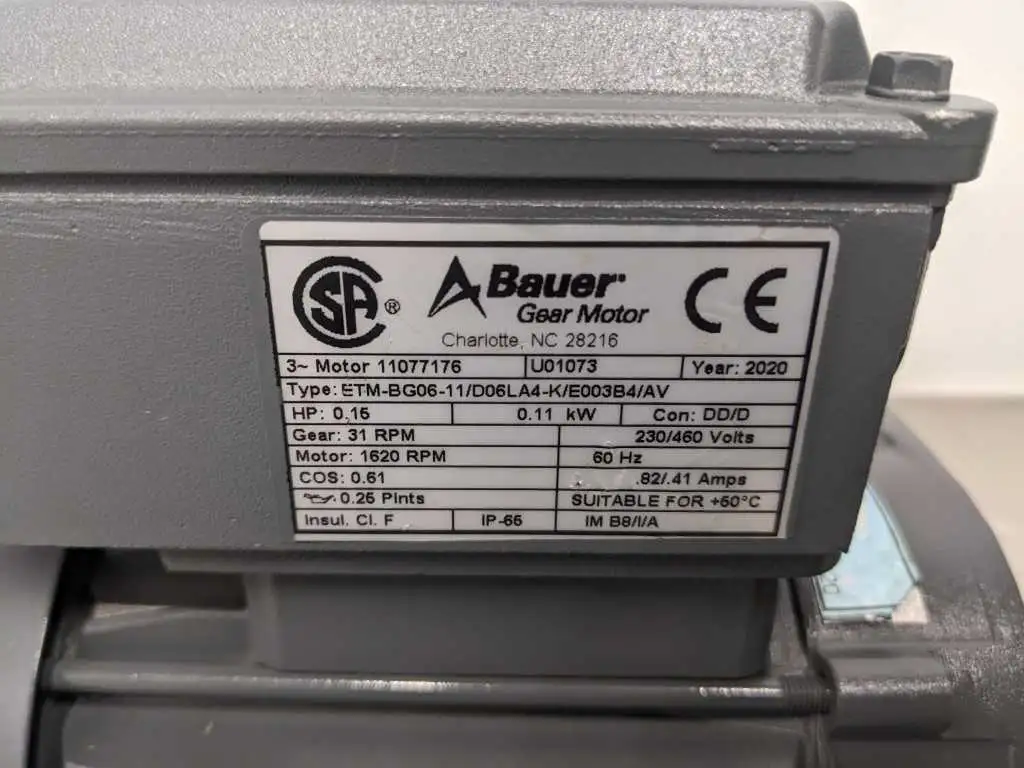 SA ®
Bauer
Gear Motor
CE
Charlotte, NC 28216
3~ Motor 11077176 U01073 Year: 2020
Type: ETM-BG06-11/D06LA4-K/E003B4/AV
HP: 0.15 0.11 kW Con: DD/D
Gear: 31 RPM 230/460 Volts
Motor: 1620 RPM 60 Hz
COS: 0.61 .82/.41 Amps
0.25 Pints SUITABLE FOR +50°C
Insul. Cl. F IP-65 IM B8/I/A